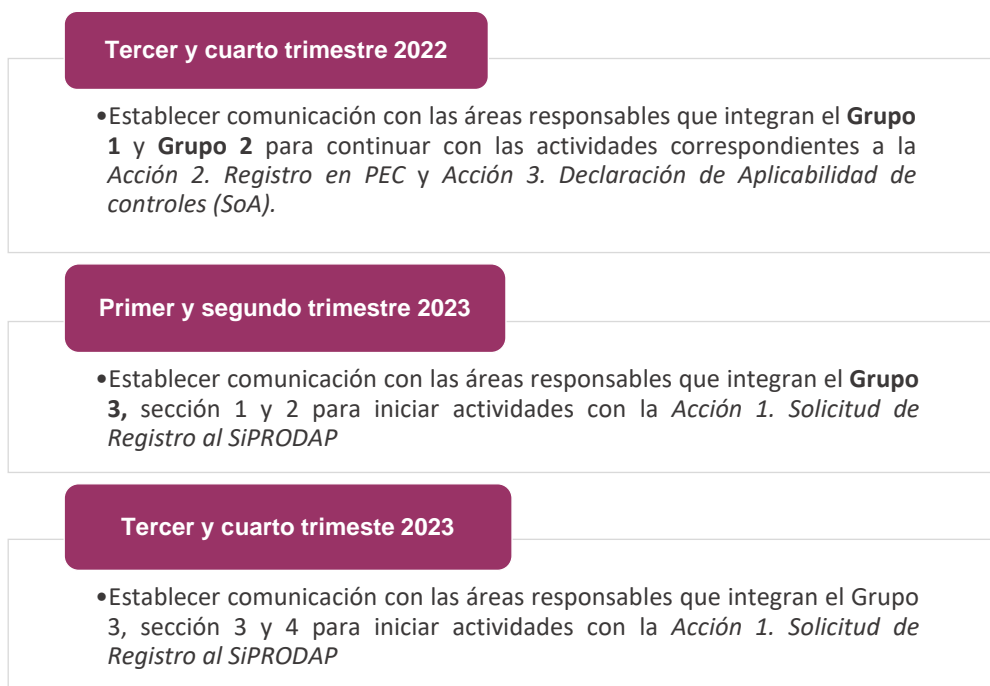 Tercer y cuarto trimestre 2022
•Establecer comunicación con las áreas responsables que integran el Grupo
1 y Grupo 2 para continuar con las actividades correspondientes a la
Acción 2. Registro en PEC y Acción 3. Declaración de Aplicabilidad de
controles (SoA).
Primer y segundo trimestre 2023
•Establecer comunicación con las áreas responsables que integran el Grupo
3, sección 1 y 2 para iniciar actividades con la Acción 1. Solicitud de
Registro al SiPRODAP
Tercer y cuarto trimeste 2023
•Establecer comunicación con las áreas responsables que integran el Grupo
3, sección 3 y 4 para iniciar actividades con la Acción 1. Solicitud de
Registro al SiPRODAP